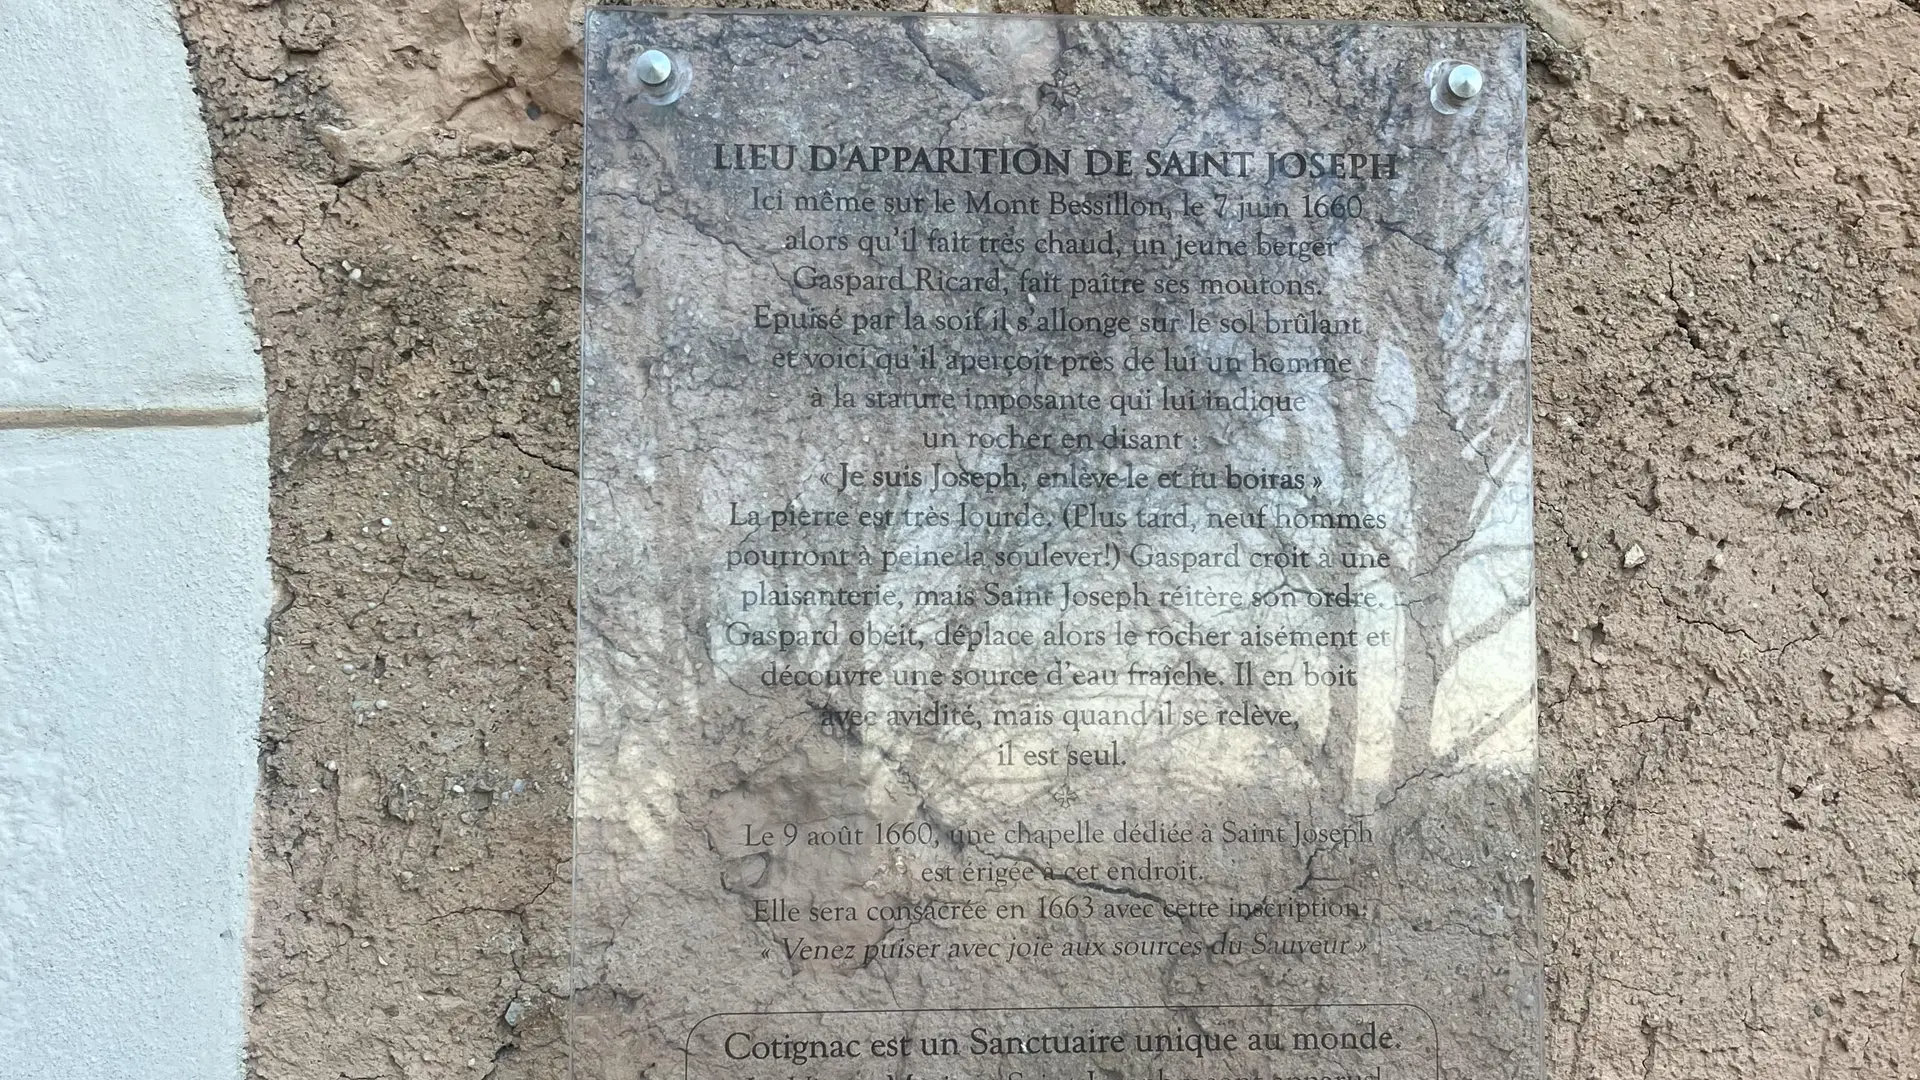 LIEU D'APPARITION DE SAINT JOSEPH
Ici même sur le Mont Bessillon, le 7 juin 1660
alors qu'il fait très chaud, un jeune berger
Gaspard Ricard, fait paître ses moutons.
Epuisé par la soif il s'allonge sur le sol brûlant
et voici qu'il aperçoit près de lui un homme
à la stature imposante qui lui indique
un rocher en disant :
« Je suis Joseph, enlève-le et tu boiras »
La pierre est très lourde. (Plus tard, neuf hommes
pourront à peine la soulever!) Gaspard croit à une
plaisanterie, mais Saint Joseph réitère son ordre.
Gaspard obéit, déplace alors le rocher aisément et
découvre une source d'eau fraîche. Il en boit
avec avidité, mais quand il se relève,
il est seul.
Le 9 août 1660, une chapelle dédiée à Saint Joseph
est érigée à cet endroit.
Elle sera consacrée en 1663 avec cette inscription:
« Venez puiser avec joie aux sources du Sauveur »
Cotignac est un Sanctuaire unique au monde.